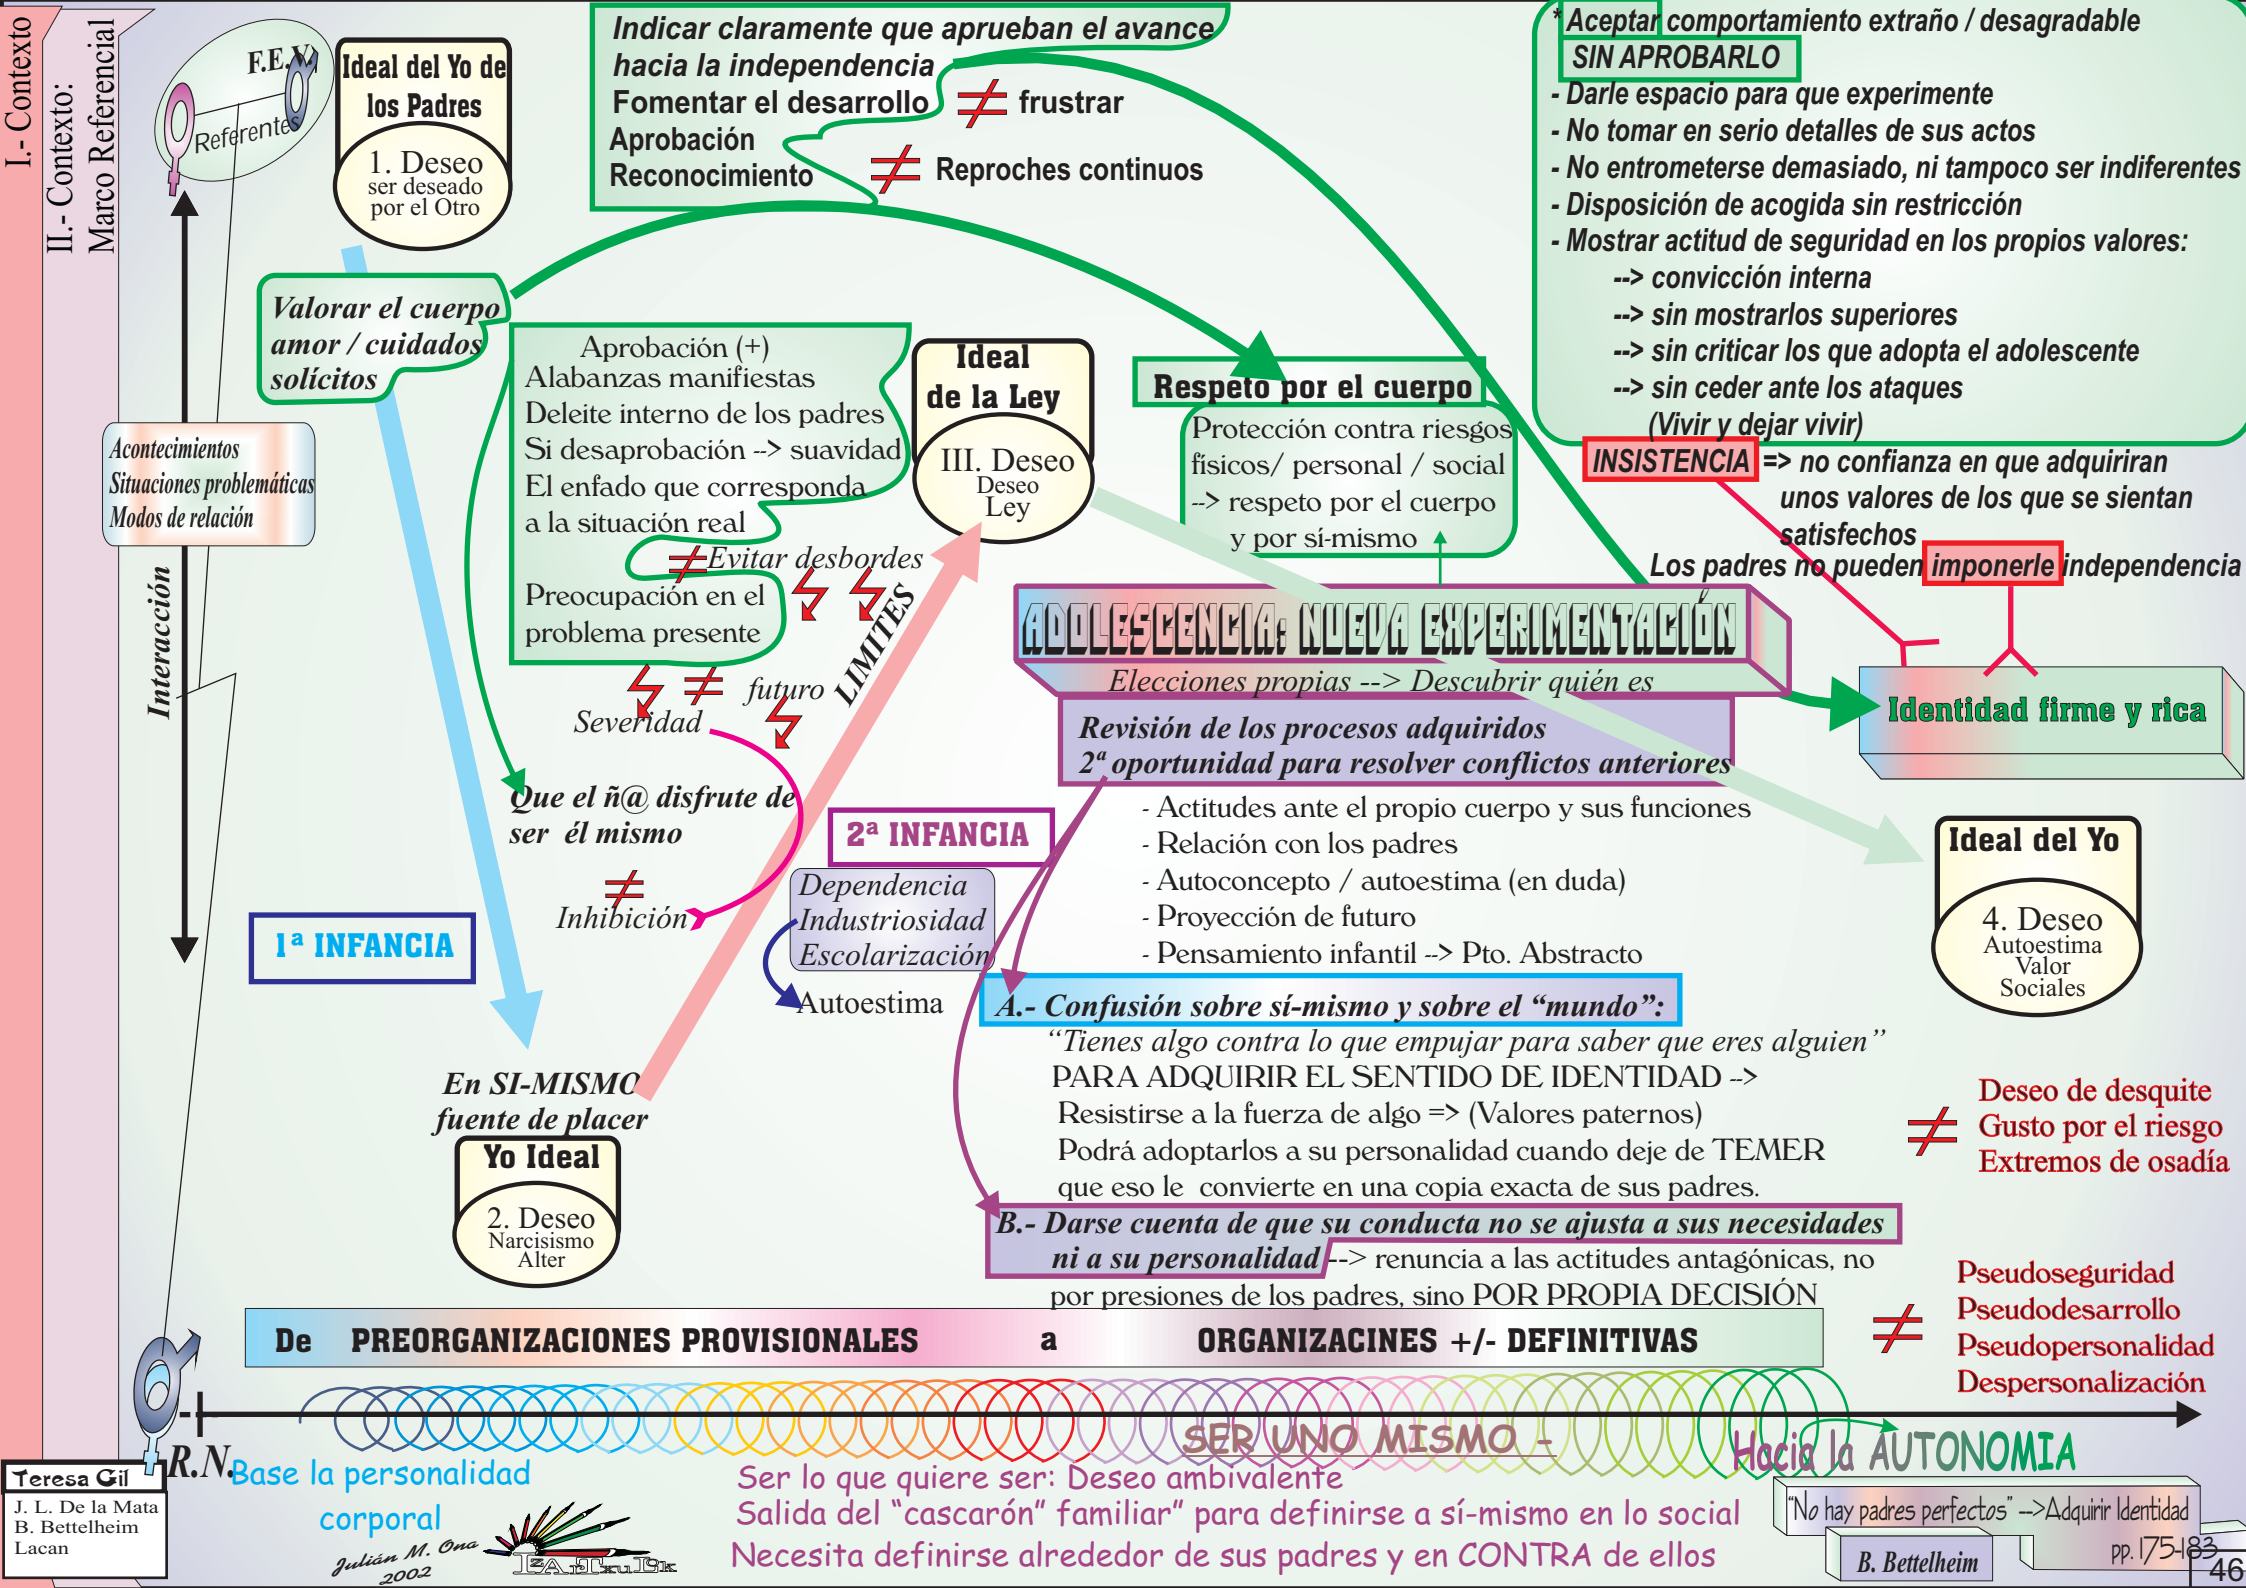 I.- Contexto
II.- Contexto:
Marco Referencial
F.E.V.
Referentes
Ideal del Yo de
los Padres
1. Deseo
ser deseado
por el Otro
Indicar claramente que aprueban el avance
hacia la independencia
Fomentar el desarrollo ≠ frustrar
Aprobación
Reconocimiento ≠ Reproches continuos
* Aceptar comportamiento extraño / desagradable
SIN APROBARLO
- Darle espacio para que experimente
- No tomar en serio detalles de sus actos
- No entrometerse demasiado, ni tampoco ser indiferentes
- Disposición de acogida sin restricción
- Mostrar actitud de seguridad en los propios valores:
--> convicción interna
--> sin mostrarlos superiores
--> sin criticar los que adopta el adolescente
--> sin ceder ante los ataques
(Vivir y dejar vivir)
INSISTENCIA => no confianza en que adquiriran
unos valores de los que se sientan
satisfechos
Los padres no pueden imponerle independencia
Valorar el cuerpo
amor / cuidados
solícitos
Acontecimientos
Situaciones problemáticas
Modos de relación
Interacción
Aprobación (+)
Alabanzas manifiestas
Deleite interno de los padres
Si desaprobación --> suavidad
El enfado que corresponda
a la situación real
≠ Evitar desbordes
Preocupación en el
problema presente
≠ futuro
LIMITES
Severidad
Ideal
de la Ley
III. Deseo
Deseo
Ley
Respeto por el cuerpo
Protección contra riesgos
físicos/ personal / social
--> respeto por el cuerpo
y por sí-mismo
ADOLESCENCIA: NUEVA EXPERIMENTACIÓN
Elecciones propias --> Descubrir quién es
Identidad firme y rica
Revisión de los procesos adquiridos
2ª oportunidad para resolver conflictos anteriores
- Actitudes ante el propio cuerpo y sus funciones
- Relación con los padres
- Autoconcepto / autoestima (en duda)
- Proyección de futuro
- Pensamiento infantil --> Pto. Abstracto
Que el ñ@ disfrute de
ser él mismo
≠
Inhibición
1ª INFANCIA
2ª INFANCIA
Dependencia
Industriosidad
Escolarización
Autoestima
Ideal del Yo
4. Deseo
Autoestima
Valor
Sociales
A.- Confusión sobre sí-mismo y sobre el “mundo”:
“Tienes algo contra lo que empujar para saber que eres alguien”
PARA ADQUIRIR EL SENTIDO DE IDENTIDAD -->
Resistirse a la fuerza de algo => (Valores paternos)
Podrá adoptarlos a su personalidad cuando deje de TEMER
que eso le convierte en una copia exacta de sus padres.
B.- Darse cuenta de que su conducta no se ajusta a sus necesidades
ni a su personalidad --> renuncia a las actitudes antagónicas, no
por presiones de los padres, sino POR PROPIA DECISIÓN
≠ Deseo de desquite
Gusto por el riesgo
Extremos de osadía
≠ Pseudoseguridad
Pseudodesarrollo
Pseudopersonalidad
Despersonalización
En SI-MISMO
fuente de placer
Yo Ideal
2. Deseo
Narcisismo
Alter
De PREORGANIZACIONES PROVISIONALES a ORGANIZACINES +/- DEFINITIVAS
R.N.
SER UNO MISMO -
Hacia la AUTONOMIA
Base la personalidad
corporal
Ser lo que quiere ser: Deseo ambivalente
Salida del “cascarón” familiar” para definirse a sí-mismo en lo social
Necesita definirse alrededor de sus padres y en CONTRA de ellos
Teresa Gil
J. L. De la Mata
B. Bettelheim
Lacan
Julián M. Ona
2002
"No hay padres perfectos" -->Adquirir Identidad
pp. 175-183
B. Bettelheim
46